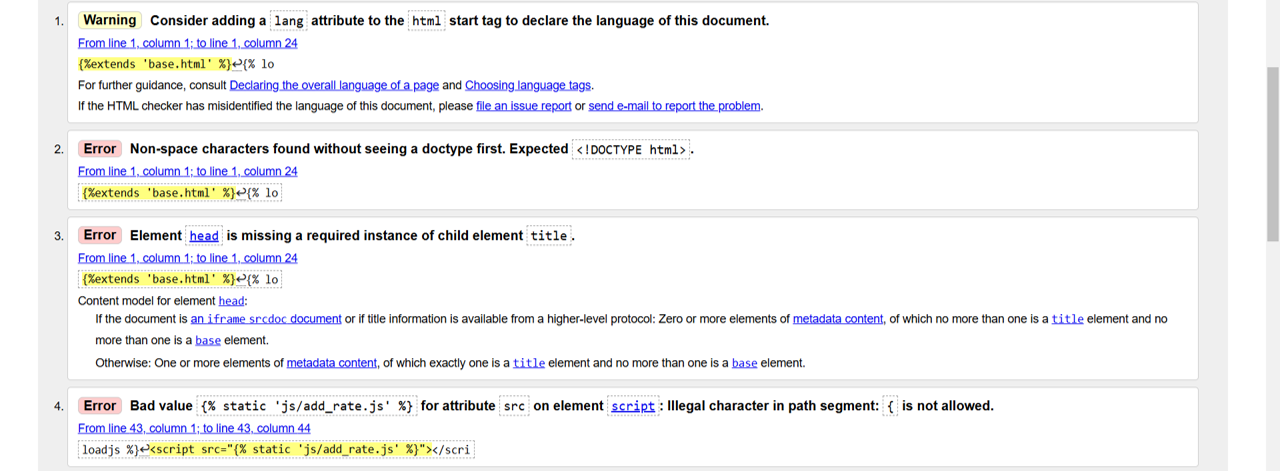 1. Warning Consider adding a lang attribute to the html start tag to declare the language of this document.
From line 1, column 1; to line 1, column 24
{%extends 'base.html' %}↩{% lo
For further guidance, consult Declaring the overall language of a page and Choosing language tags.
If the HTML checker has misidentified the language of this document, please file an issue report or send e-mail to report the problem.
2. Error Non-space characters found without seeing a doctype first. Expected <!DOCTYPE html>.
From line 1, column 1; to line 1, column 24
{%extends 'base.html' %}↩{% lo
3. Error Element head is missing a required instance of child element title.
From line 1, column 1; to line 1, column 24
{%extends 'base.html' %}↩{% lo
Content model for element head:
If the document is an iframe srcdoc document or if title information is available from a higher-level protocol: Zero or more elements of metadata content, of which no more than one is a title element and no
more than one is a base element.
Otherwise: One or more elements of metadata content, of which exactly one is a title element and no more than one is a base element.
4. Error Bad value {% static 'js/add_rate.js' %} for attribute src on element script: Illegal character in path segment: { is not allowed.
From line 43, column 1; to line 43, column 44
loadjs %}↩<script src="{% static 'js/add_rate.js' %}"></scri